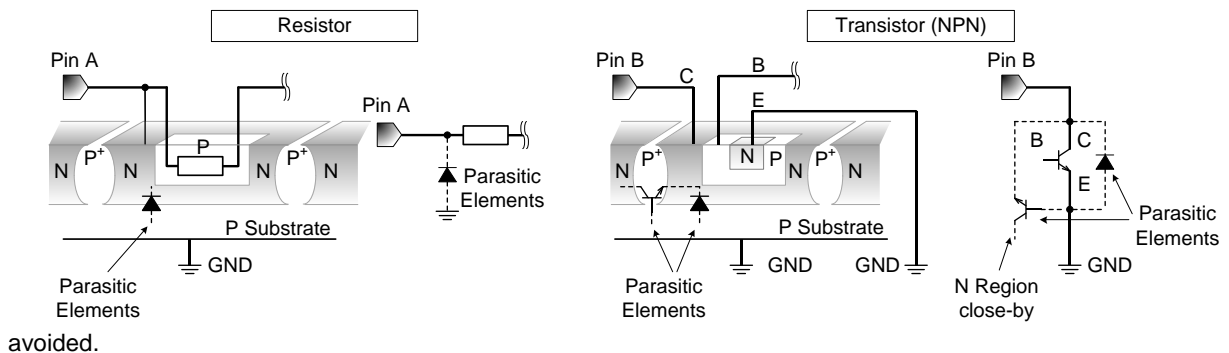 Resistor
Transistor (NPN)
Pin A
Pin A
P
N
P+
N
N
P+
N
Parasitic
Elements
P Substrate
GND
Parasitic
Elements
Pin B
C
B
E
N
P+
N
N
P
N
P+
N
P Substrate
GND
GND
Parasitic
Elements
Pin B
B
C
E
Parasitic
Elements
GND
N Region
close-by
avoided.